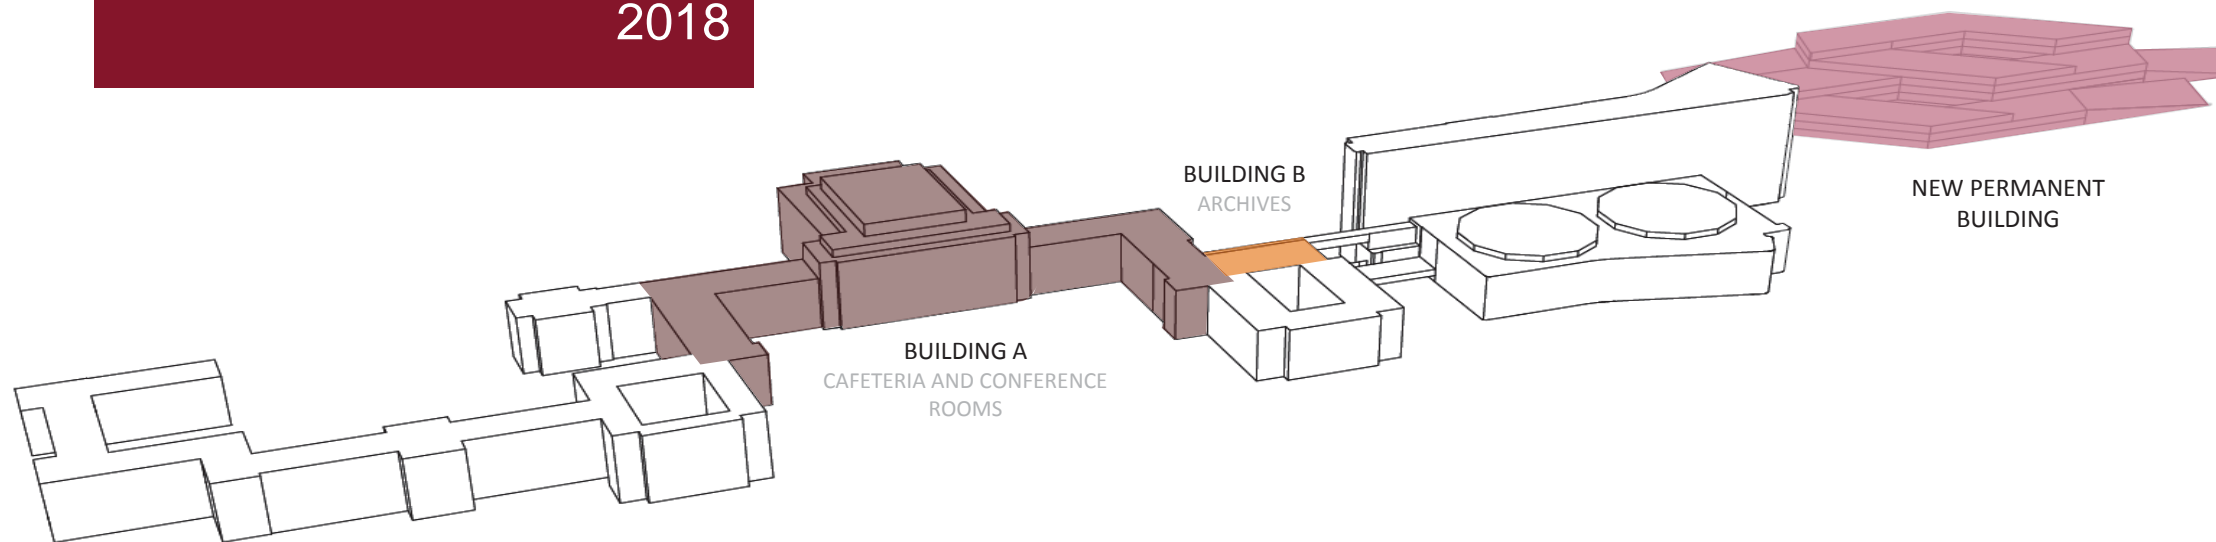 2018
BUILDING B
ARCHIVES
NEW PERMANENT
BUILDING
BUILDING A
CAFETERIA AND CONFERENCE
ROOMS